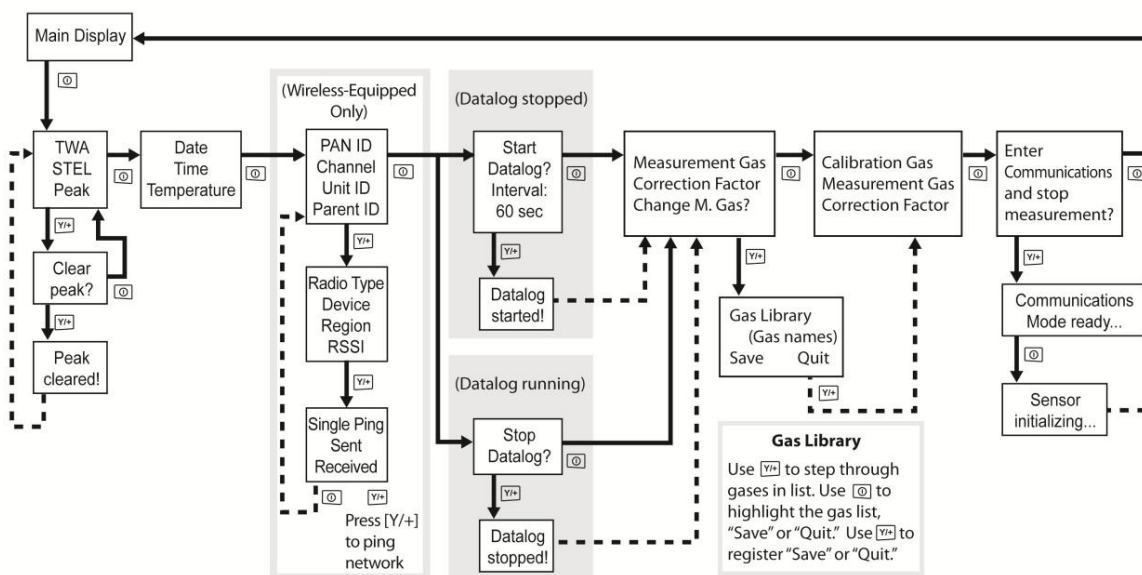 Main Display
TWA
STEL
Peak
Y/+
Clear
peak?
Y/+
Peak
cleared!
Date
Time
Temperature
(Wireless-Equipped
Only)
PAN ID
Channel
Unit ID
Parent ID
Y/+
Radio Type
Device
Region
RSSI
Y/+
Single Ping
Sent
Received
Y/+
Press [Y/+]
to ping
network
(Datalog stopped)
Start
Datalog?
Interval:
60 sec
Y/+
Datalog
started!
(Datalog running)
Stop
Datalog?
Y/+
Datalog
stopped!
Measurement Gas
Correction Factor
Change M. Gas?
Y/+
Gas Library
(Gas names)
Save Quit
Y/+
Calibration Gas
Measurement Gas
Correction Factor
Enter
Communications
and stop
measurement?
Y/+
Communications
Mode ready...
Sensor
initializing...
Gas Library
Use Y/+ to step through
gases in list. Use to
highlight the gas list,
“Save” or “Quit.” Use Y/+ to
register “Save” or “Quit.”